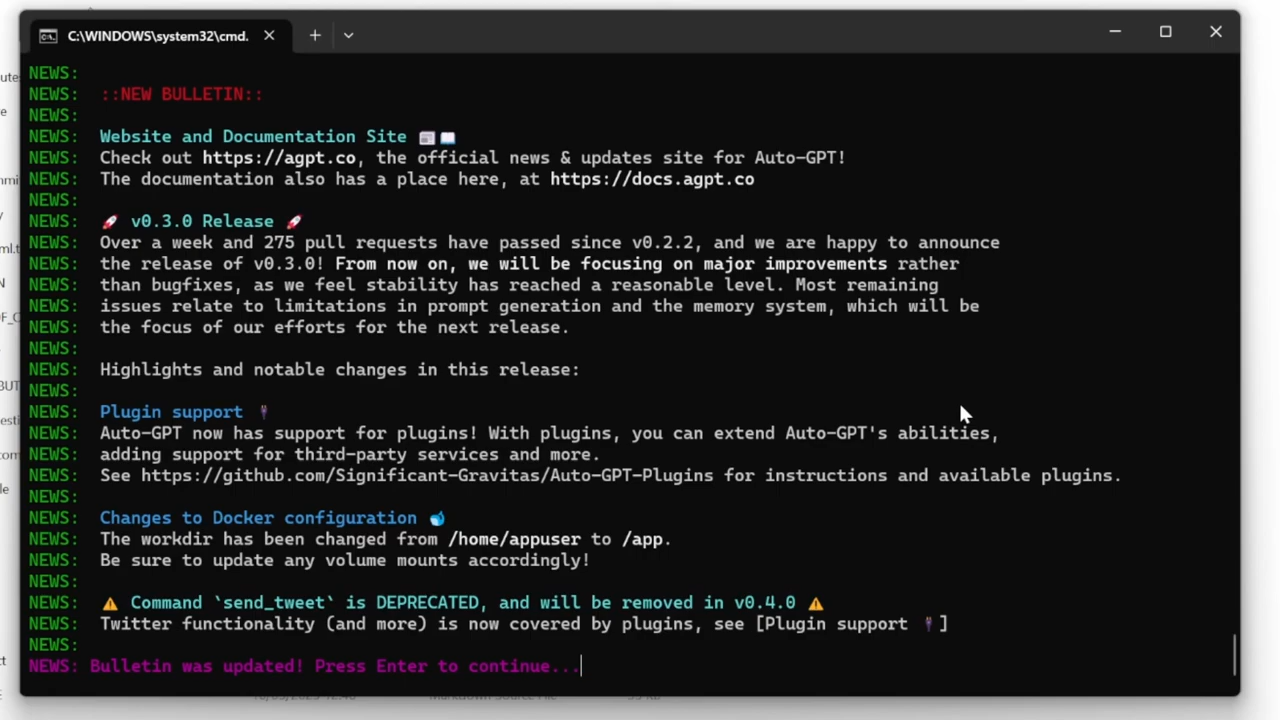 C:\WINDOWS\system32\cmd.
NEWS:
NEWS: ::NEW BULLETIN::
NEWS:
NEWS: Website and Documentation Site 📰📖
NEWS: Check out https://agpt.co, the official news & updates site for Auto-GPT!
NEWS: The documentation also has a place here, at https://docs.agpt.co
NEWS:
NEWS: 🚀 v0.3.0 Release 🚀
NEWS: Over a week and 275 pull requests have passed since v0.2.2, and we are happy to announce
NEWS: the release of v0.3.0! From now on, we will be focusing on major improvements rather
NEWS: than bugfixes, as we feel stability has reached a reasonable level. Most remaining
NEWS: issues relate to limitations in prompt generation and the memory system, which will be
NEWS: the focus of our efforts for the next release.
NEWS:
NEWS: Highlights and notable changes in this release:
NEWS:
NEWS: Plugin support 🔌
NEWS: Auto-GPT now has support for plugins! With plugins, you can extend Auto-GPT's abilities,
NEWS: adding support for third-party services and more.
NEWS: See https://github.com/Significant-Gravitas/Auto-GPT-Plugins for instructions and available plugins.
NEWS:
NEWS: Changes to Docker configuration 🐋
NEWS: The workdir has been changed from /home/appuser to /app.
NEWS: Be sure to update any volume mounts accordingly!
NEWS:
NEWS: ⚠️ Command `send_tweet` is DEPRECATED, and will be removed in v0.4.0 ⚠️
NEWS: Twitter functionality (and more) is now covered by plugins, see [Plugin support 🔌]
NEWS:
NEWS: Bulletin was updated! Press Enter to continue...